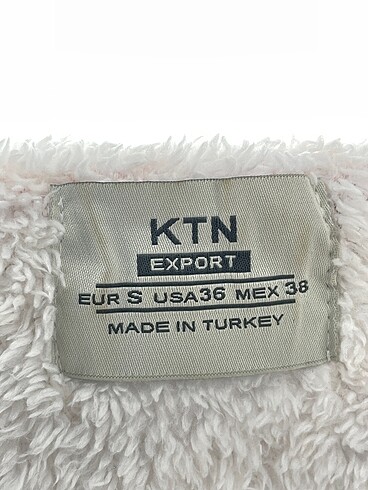 KTN
EXPORT
EUR S USA36 MEX 38
MADE IN TURKEY